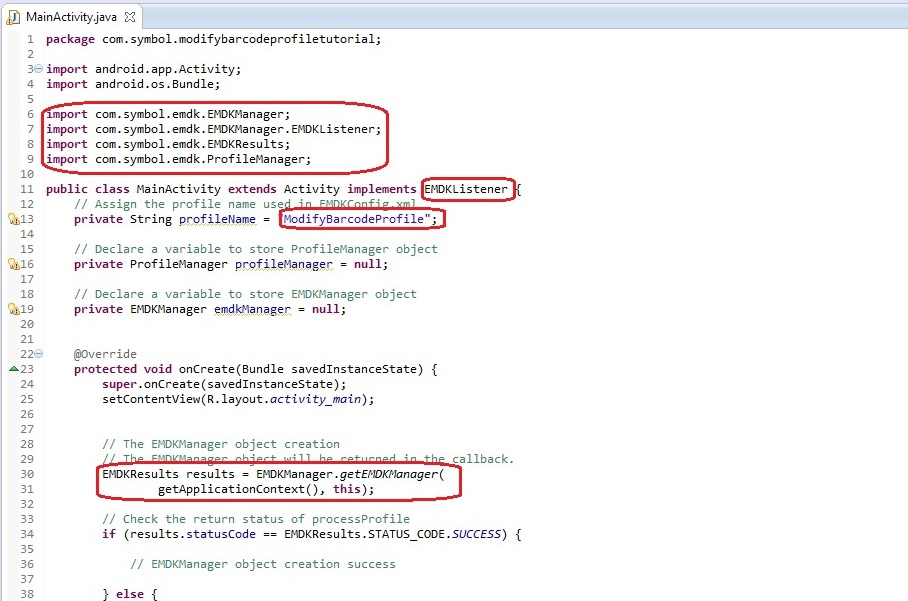 MainActivity.java
1 package com.symbol.modifybarcodeprofiletutorial;
2
3 import android.app.Activity;
4 import android.os.Bundle;
5
6 import com.symbol.emdk.EMDKManager;
7 import com.symbol.emdk.EMDKManager.EMDKListener;
8 import com.symbol.emdk.EMDKResults;
9 import com.symbol.emdk.ProfileManager;
10
11 public class MainActivity extends Activity implements EMDKListener {
12 // Assign the profile name used in EMDKConfig.xml
13 private String profileName = "ModifyBarcodeProfile";
14
15 // Declare a variable to store ProfileManager object
16 private ProfileManager profileManager = null;
17
18 // Declare a variable to store EMDKManager object
19 private EMDKManager emdkManager = null;
20
21
22 @Override
23 protected void onCreate(Bundle savedInstanceState) {
24 super.onCreate(savedInstanceState);
25 setContentView(R.layout.activity_main);
26
27
28 // The EMDKManager object creation
29 // The EMDKManager object will be returned in the callback.
30 EMDKResults results = EMDKManager.getEMDKManager(
31 getApplicationContext(), this);
32
33 // Check the return status of processProfile
34 if (results.statusCode == EMDKResults.STATUS_CODE.SUCCESS) {
35
36 // EMDKManager object creation success
37
38 } else {